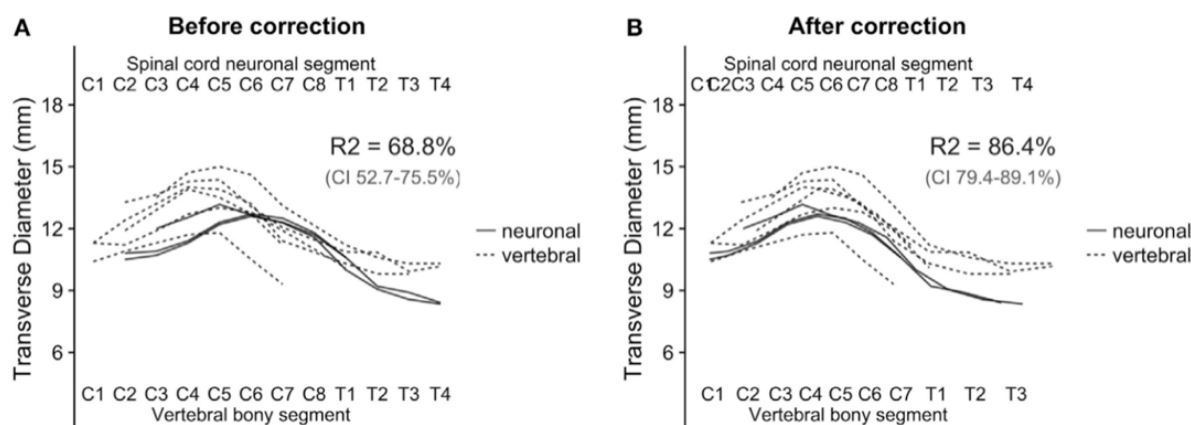 A
Before correction
Spinal cord neuronal segment
C1 C2 C3 C4 C5 C6 C7 C8 T1 T2 T3 T4
Transverse Diameter (mm)
18
15
12
9
6
R2 = 68.8%
(CI 52.7-75.5%)
neuronal
vertebral
C1 C2 C3 C4 C5 C6 C7 C8 T1 T2 T3 T4
Vertebral bony segment
B
After correction
Spinal cord neuronal segment
C1 C2 C3 C4 C5 C6 C7 C8 T1 T2 T3 T4
Transverse Diameter (mm)
18
15
12
9
6
R2 = 86.4%
(CI 79.4-89.1%)
neuronal
vertebral
C1 C2 C3 C4 C5 C6 C7 T1 T2 T3
Vertebral bony segment